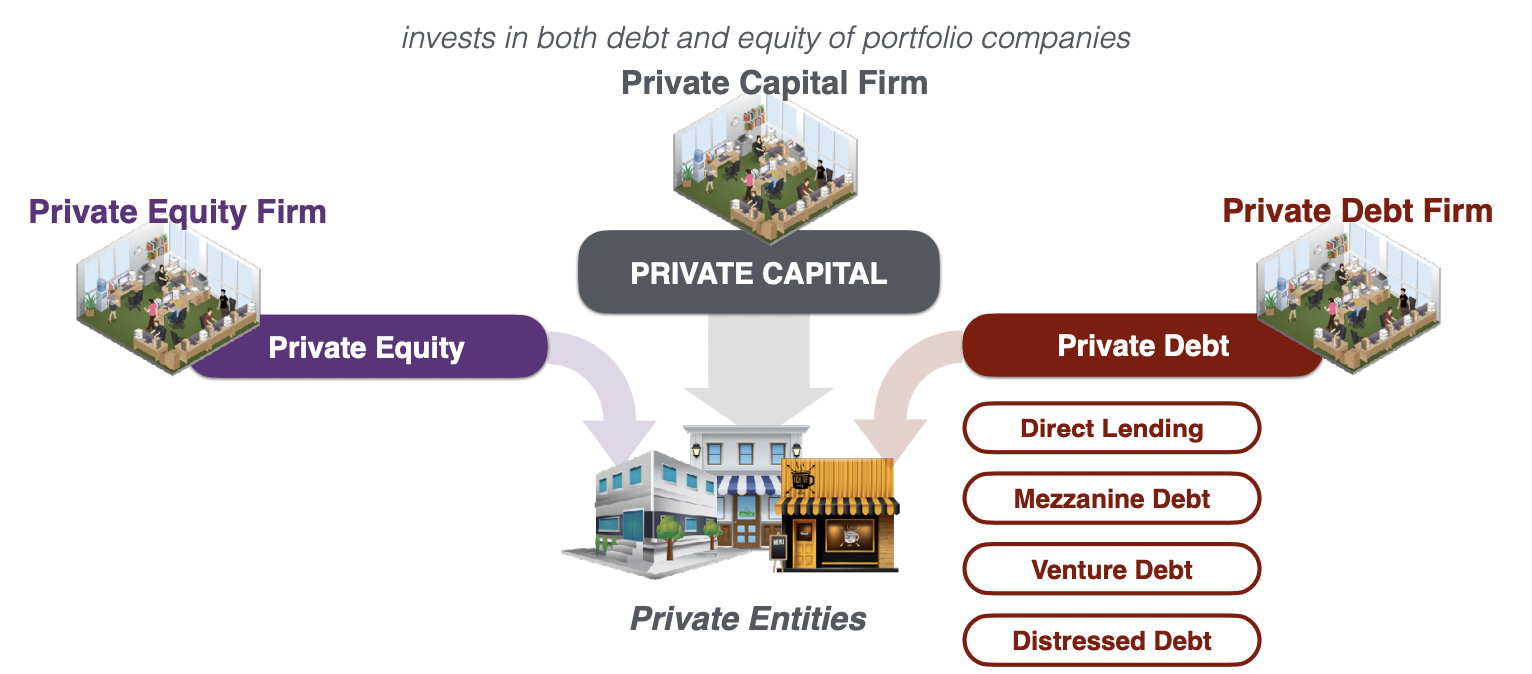 invests in both debt and equity of portfolio companies
Private Capital Firm
Private Equity Firm
Private Debt Firm
PRIVATE CAPITAL
Private Equity
Private Debt
Direct Lending
Mezzanine Debt
Venture Debt
Distressed Debt
MENU
Private Entities